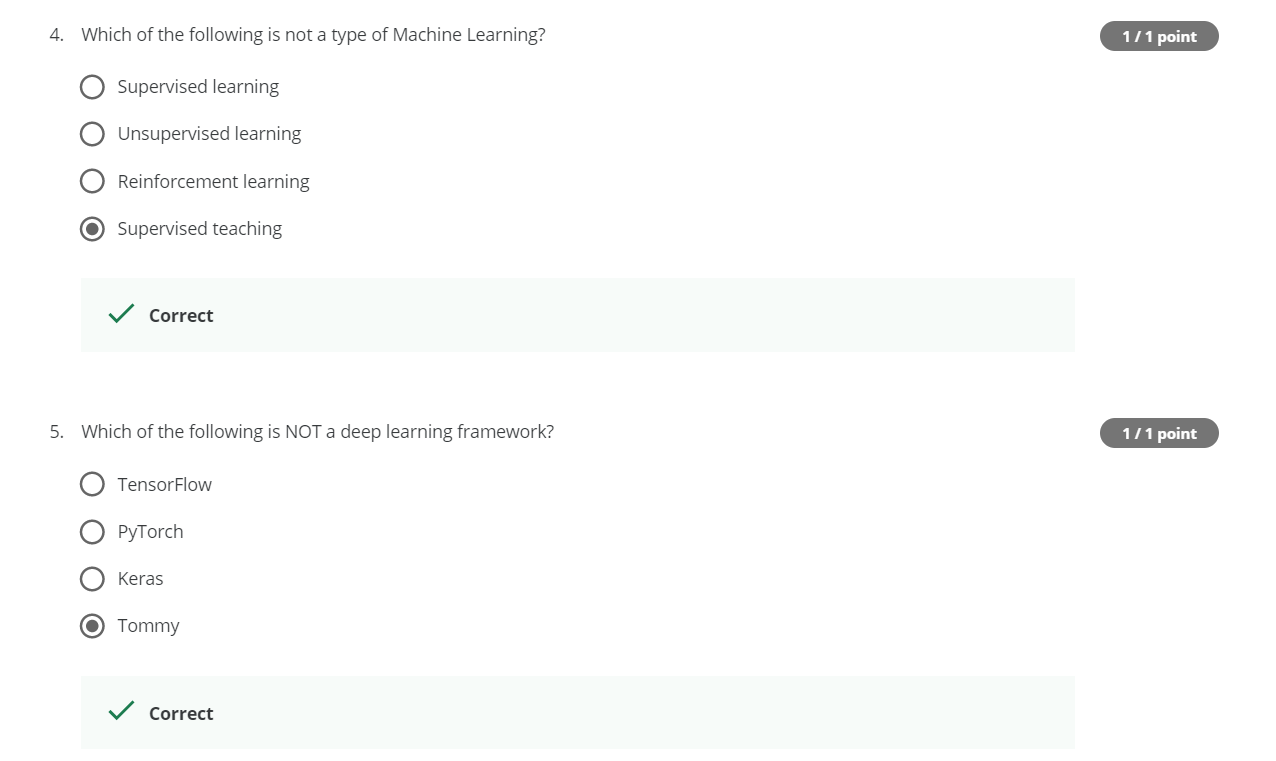 4. Which of the following is not a type of Machine Learning?
1 / 1 point
Supervised learning
Unsupervised learning
Reinforcement learning
Supervised teaching
Correct
5. Which of the following is NOT a deep learning framework?
1 / 1 point
TensorFlow
PyTorch
Keras
Tommy
Correct